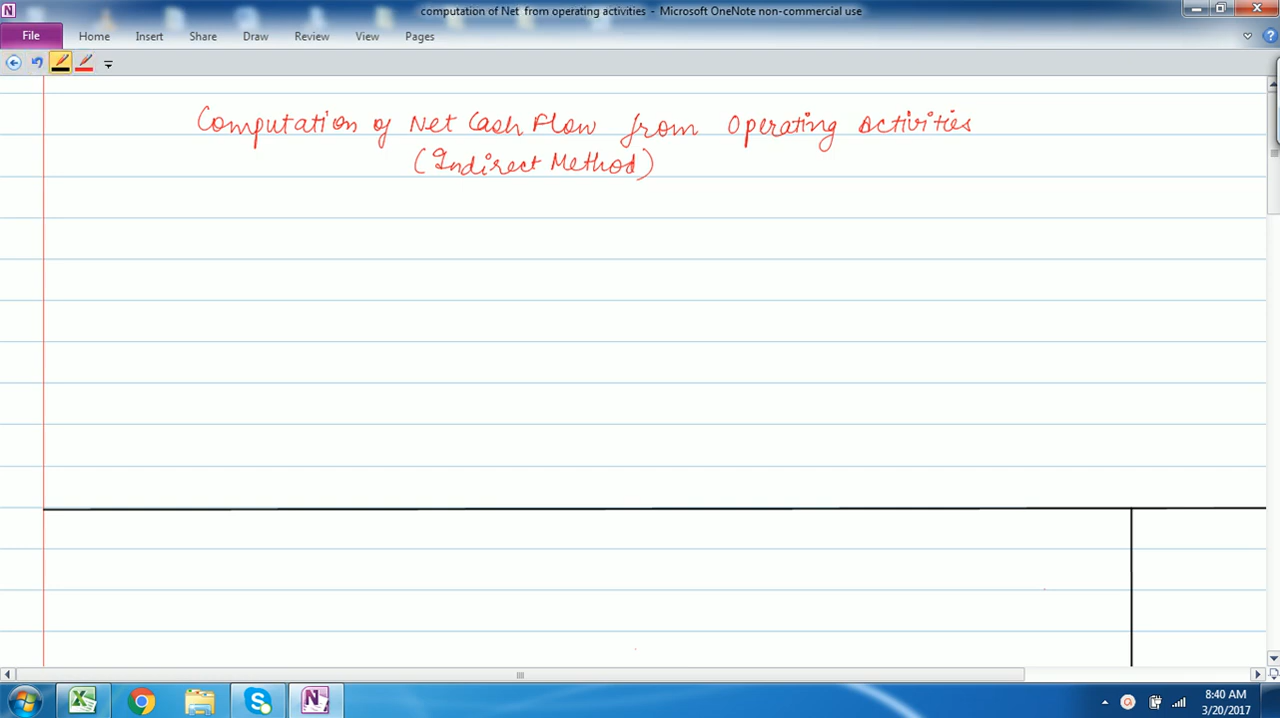 computation of Net from operating activities - Microsoft OneNote non-commercial use
File Home Insert Share Draw Review View Pages
Computation of Net Cash Flow from Operating Activities
(Indirect Method)
8:40 AM
3/20/2017